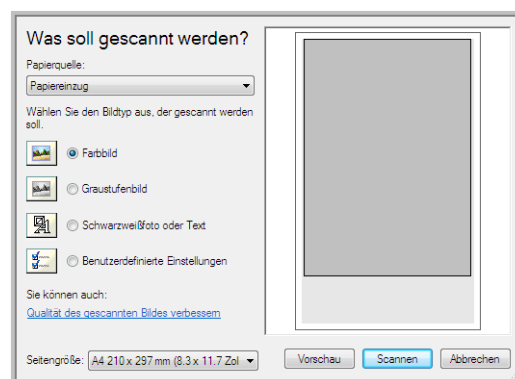 Was soll gescannt werden?
Papierquelle:
Papiereinzug
Wählen Sie den Bildtyp aus, der gescannt werden
soll.
Farbbild
Graustufenbild
Schwarzweißfoto oder Text
Benutzerdefinierte Einstellungen
Sie können auch:
Qualität des gescannten Bildes verbessern
Seitengröße: A4 210 x 297 mm (8.3 x 11.7 Zol
Vorschau Scannen Abbrechen